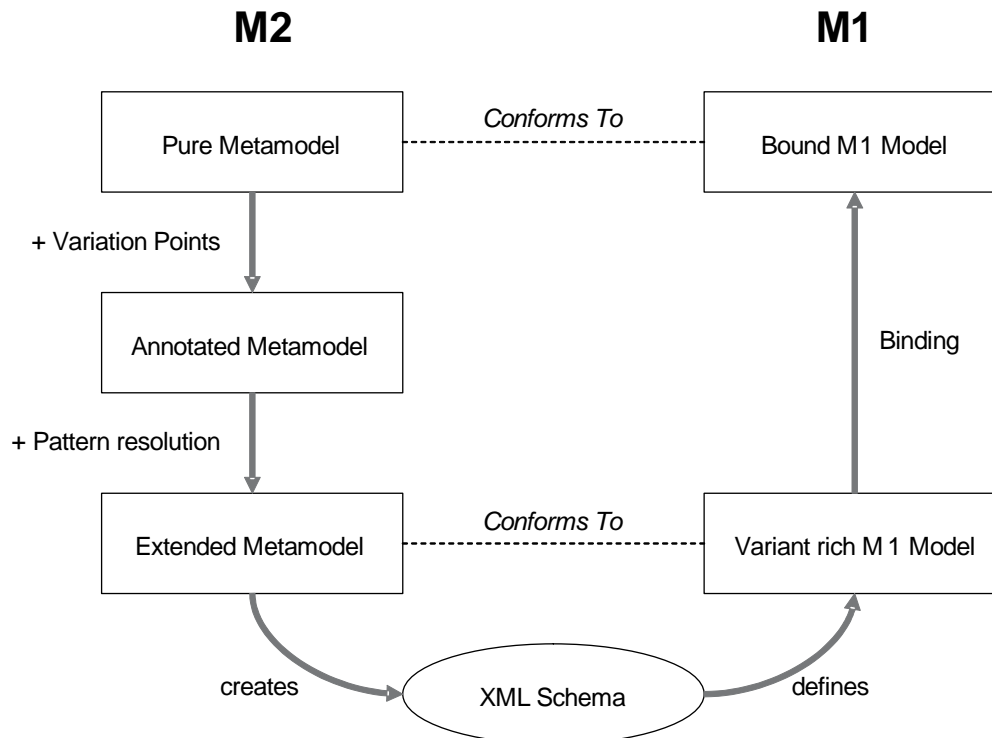 M2
M1
Pure Metamodel
Conforms To
Bound M1 Model
+ Variation Points
Annotated Metamodel
Binding
+ Pattern resolution
Extended Metamodel
Conforms To
Variant rich M1 Model
creates
XML Schema
defines